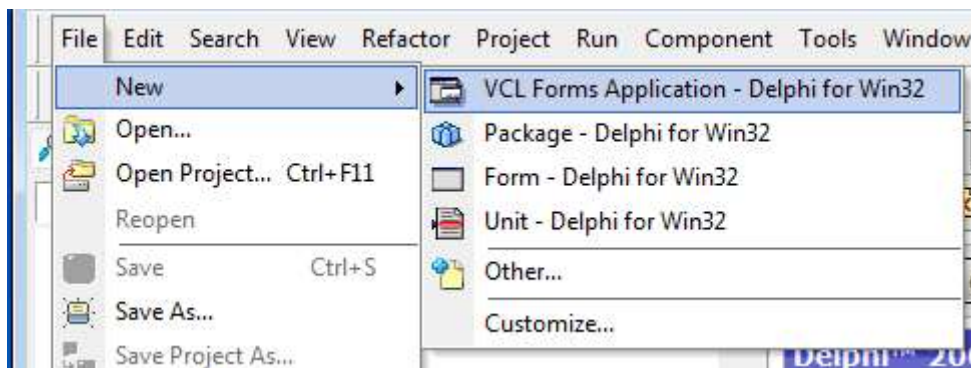 File Edit Search View Refactor Project Run Component Tools Window
New
VCL Forms Application - Delphi for Win32
Open...
Package - Delphi for Win32
Open Project... Ctrl+F11
Form - Delphi for Win32
Reopen
Unit - Delphi for Win32
Save Ctrl+S
Other...
Save As...
Customize...
Save Project As...
Delphi™